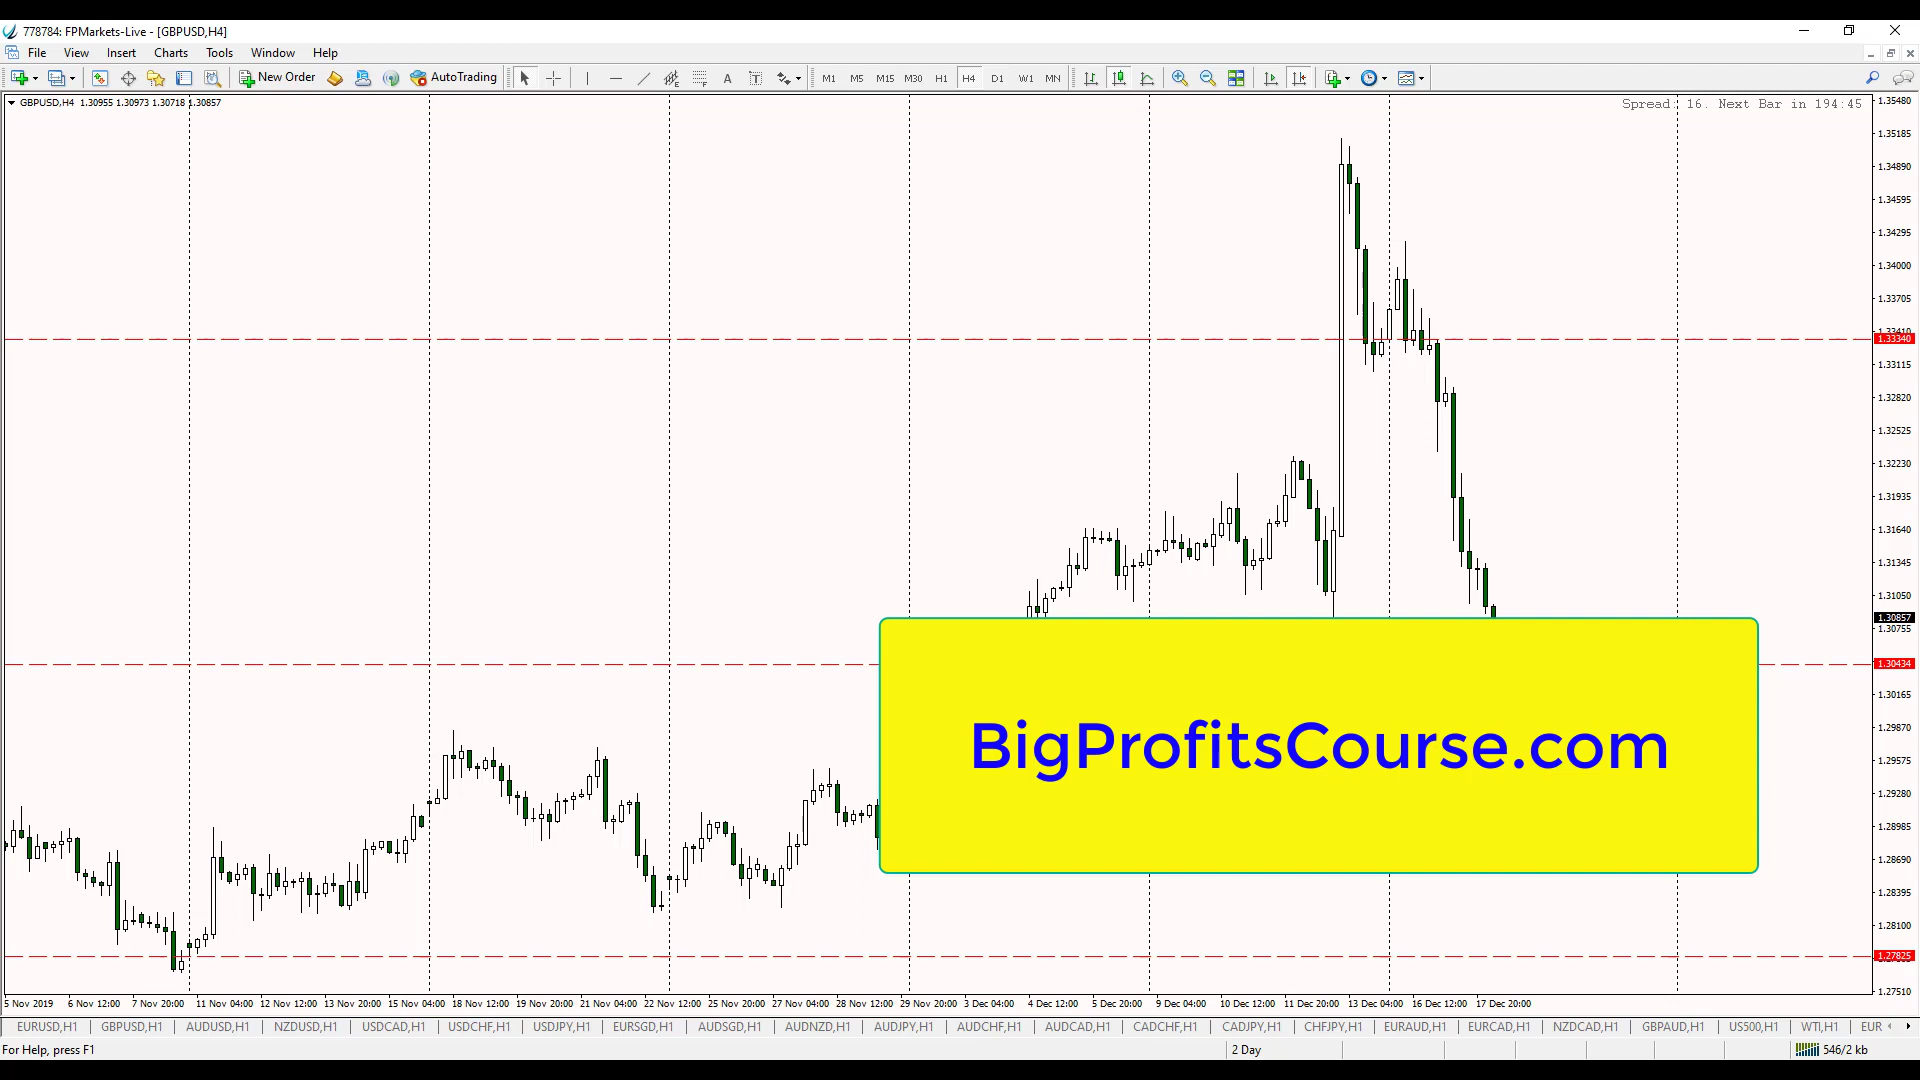 778784: FPMarkets-Live - [GBPUSD,H4]
File View Insert Charts Tools Window Help
New Order AutoTrading A T M1 M5 M15 M30 H1 H4 D1 W1 MN
GBPUSD,H4 1.30955 1.30973 1.30718 1.30857
Spread: 16. Next Bar in 194:45
1.35480
1.35185
1.34890
1.34595
1.34295
1.34000
1.33705
1.33410
1.33340
1.33115
1.32820
1.32525
1.32230
1.31935
1.31640
1.31345
1.31050
1.30857
1.30755
1.30434
1.30165
1.29870
1.29575
1.29280
1.28985
1.28690
1.28395
1.28100
1.27825
1.27510
BigProfitsCourse.com
5 Nov 2019 6 Nov 12:00 7 Nov 20:00 11 Nov 04:00 12 Nov 12:00 13 Nov 20:00 15 Nov 04:00 18 Nov 12:00 19 Nov 20:00 21 Nov 04:00 22 Nov 12:00 25 Nov 20:00 27 Nov 04:00 28 Nov 12:00 29 Nov 20:00 3 Dec 04:00 4 Dec 12:00 5 Dec 20:00 9 Dec 04:00 10 Dec 12:00 11 Dec 20:00 13 Dec 04:00 16 Dec 12:00 17 Dec 20:00
EURUSD,H1 GBPUSD,H1 AUDUSD,H1 NZDUSD,H1 USDCAD,H1 USDCHF,H1 USDJPY,H1 EURSGD,H1 AUDSGD,H1 AUDNZD,H1 AUDJPY,H1 AUDCHF,H1 AUDCAD,H1 CADCHF,H1 CADJPY,H1 CHFJPY,H1 EURAUD,H1 EURCAD,H1 NZDCAD,H1 GBPAUD,H1 US500,H1 WTI,H1 EUR
For Help, press F1
2 Day
546/2 kb